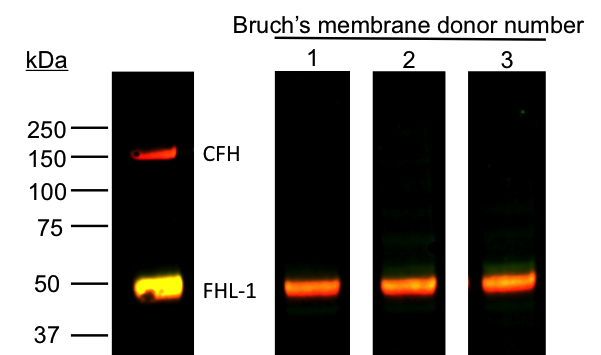 Bruch's membrane donor number
kDa
1 2 3
250
150 CFH
100
75
50 FHL-1
37